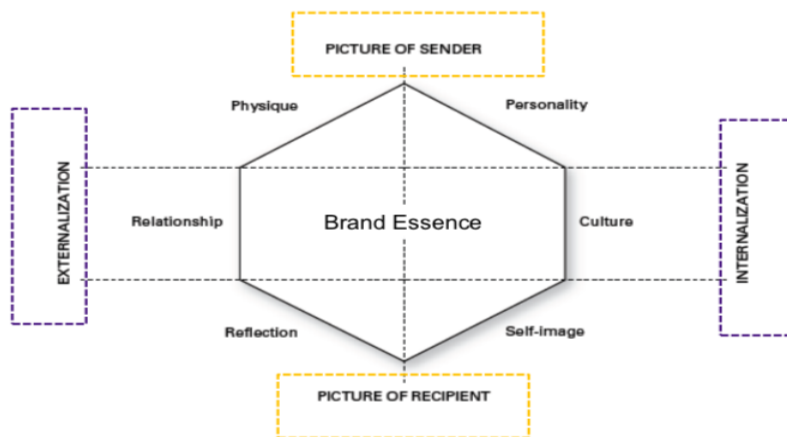 PICTURE OF SENDER
Physique
Personality
EXTERNALIZATION
Relationship
Brand Essence
Culture
INTERNALIZATION
Reflection
Self-image
PICTURE OF RECIPIENT